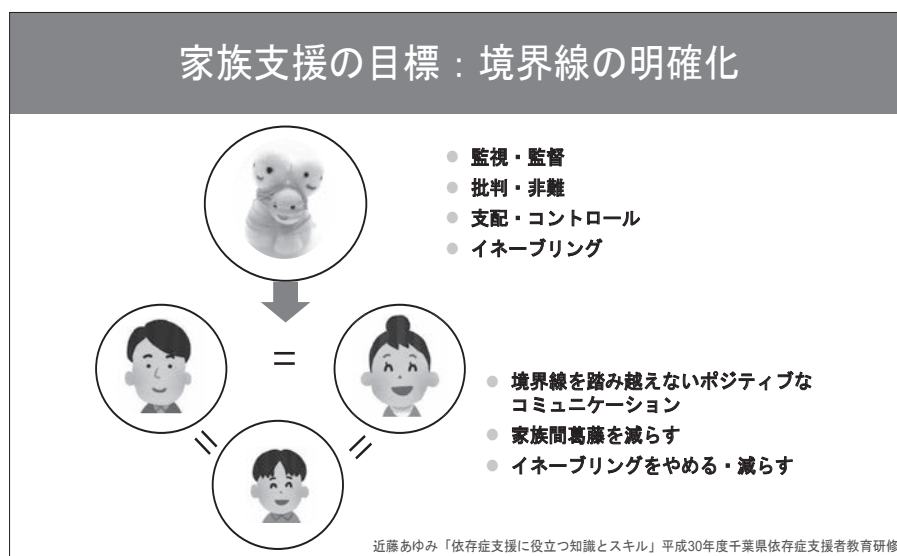 家族支援の目標：境界線の明確化
監視・監督
批判・非難
支配・コントロール
イネーブリング
境界線を踏み越えないポジティブな
コミュニケーション
家族間葛藤を減らす
イネーブリングをやめる・減らす
近藤あゆみ「依存症支援に役立つ知識とスキル」平成30年度千葉県依存症支援者教育研修